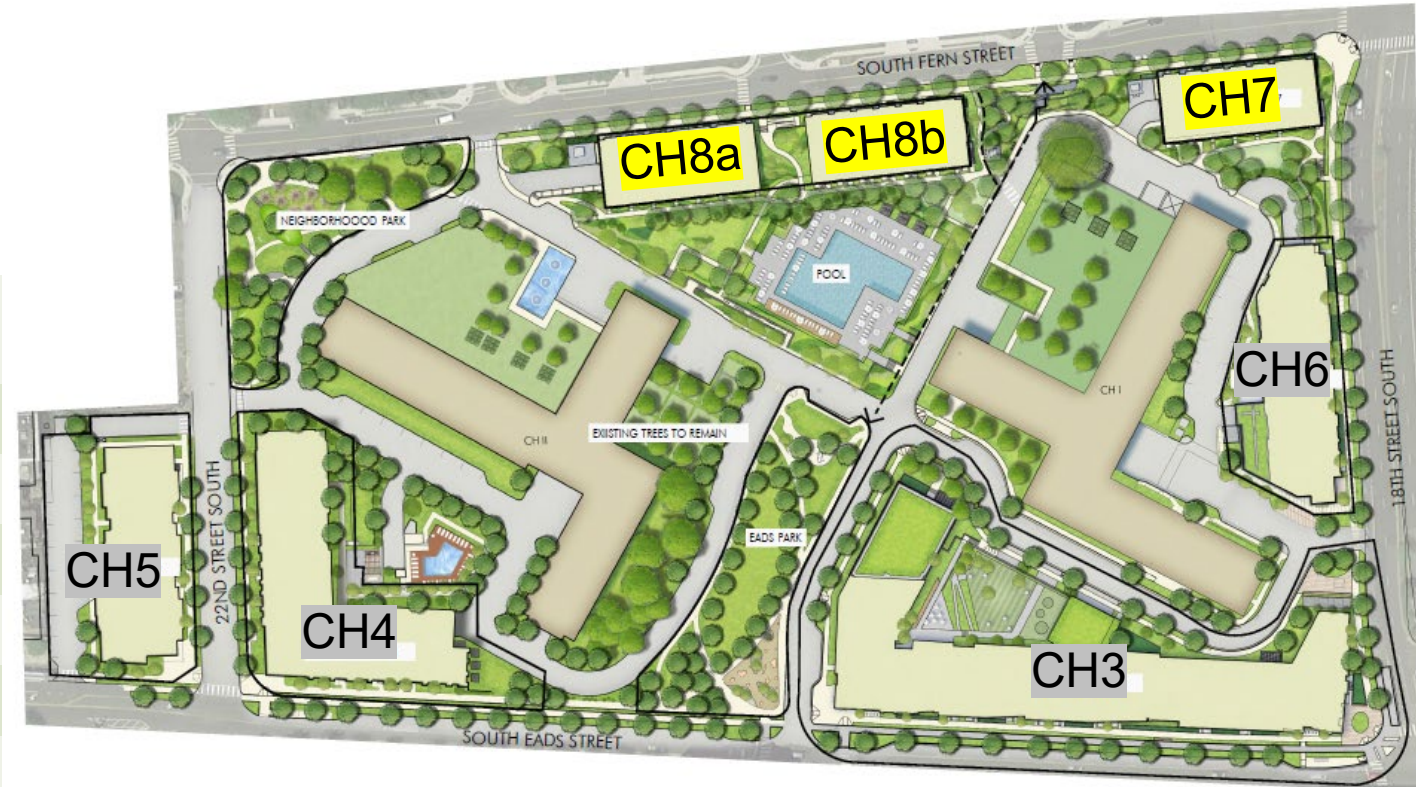 SOUTH FERN STREET
CH7
CH8b
CH8a
NEIGHBORHOOOD PARK
POOL
CH6
18TH STREET SOUTH
CH I
CH II
EXIISTING TREES TO REMAIN
EADS PARK
CH5
22ND STREET SOUTH
CH4
CH3
SOUTH EADS STREET